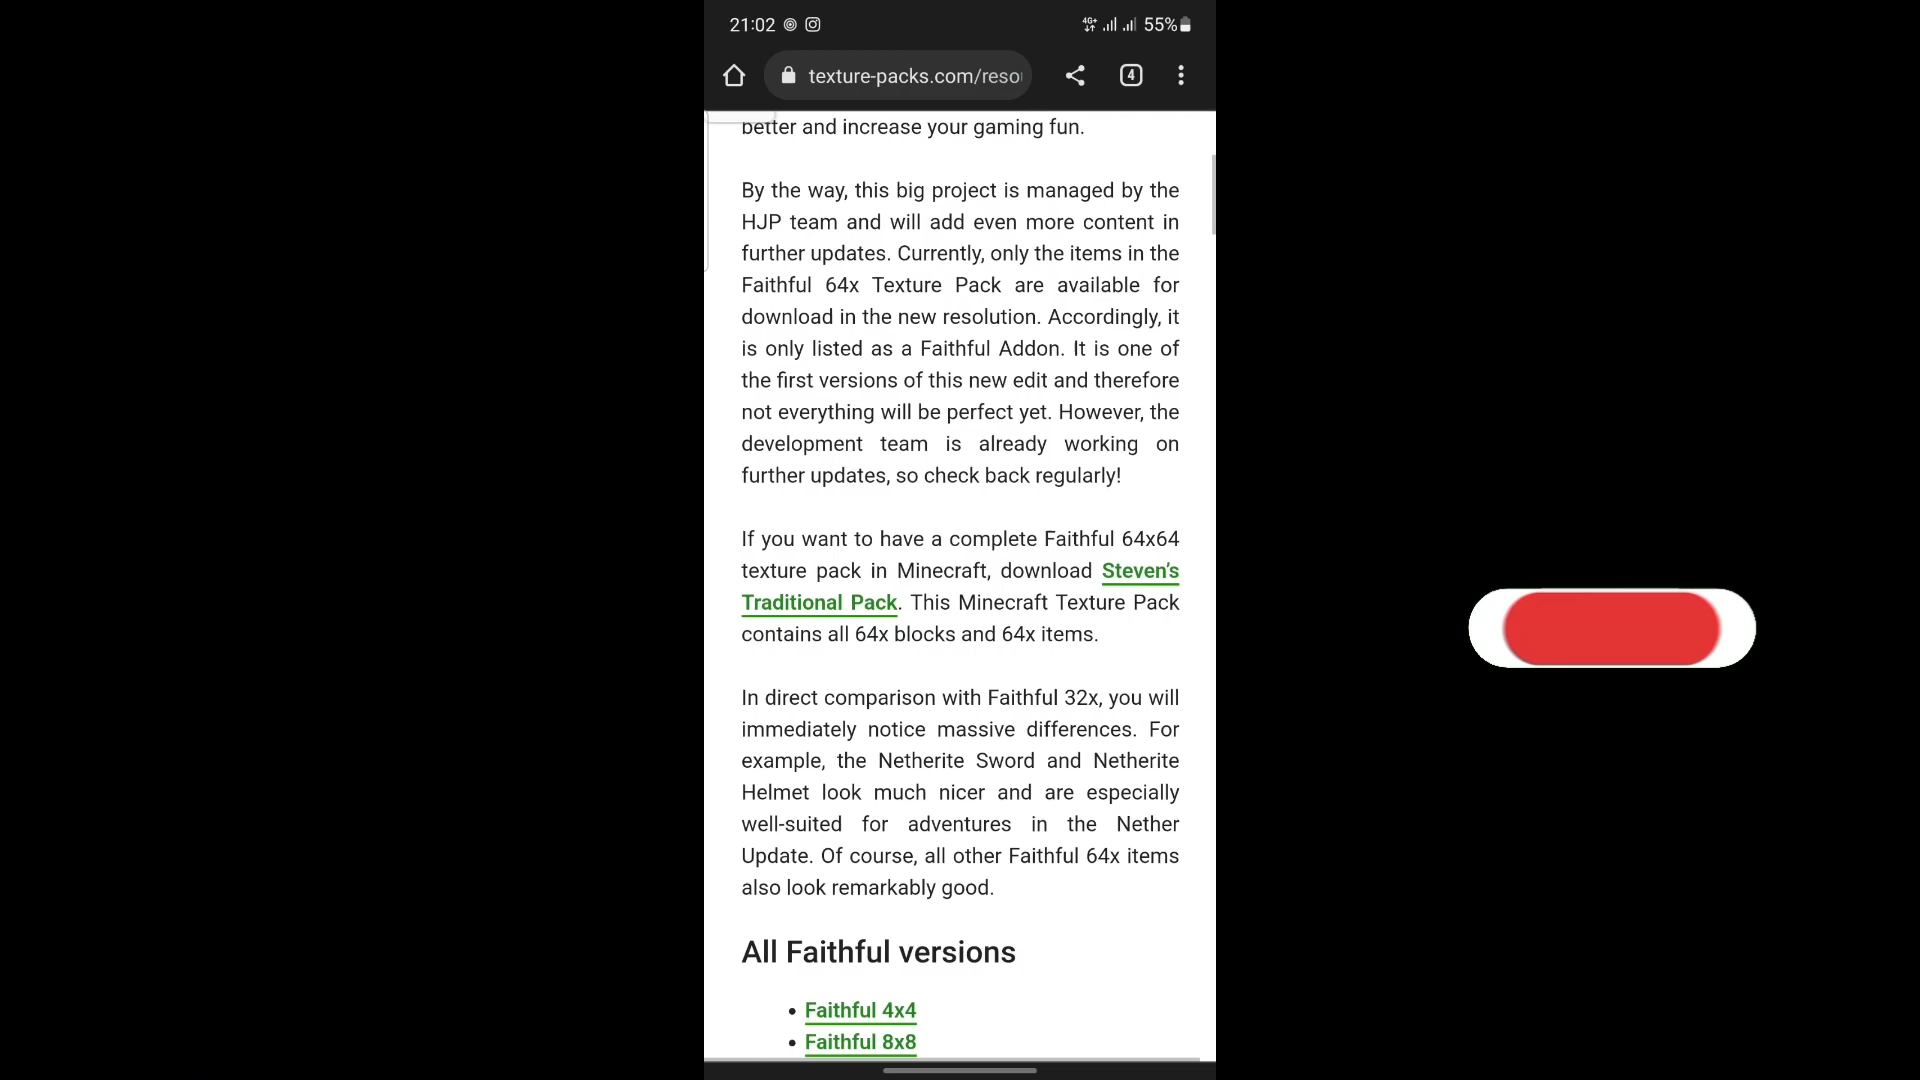 21:02 4G+ 55%
texture-packs.com/reso
4
better and increase your gaming fun.
By the way, this big project is managed by the
HJP team and will add even more content in
further updates. Currently, only the items in the
Faithful 64x Texture Pack are available for
download in the new resolution. Accordingly, it
is only listed as a Faithful Addon. It is one of
the first versions of this new edit and therefore
not everything will be perfect yet. However, the
development team is already working on
further updates, so check back regularly!
If you want to have a complete Faithful 64x64
texture pack in Minecraft, download Steven’s
Traditional Pack. This Minecraft Texture Pack
contains all 64x blocks and 64x items.
In direct comparison with Faithful 32x, you will
immediately notice massive differences. For
example, the Netherite Sword and Netherite
Helmet look much nicer and are especially
well-suited for adventures in the Nether
Update. Of course, all other Faithful 64x items
also look remarkably good.
All Faithful versions
• Faithful 4x4
• Faithful 8x8